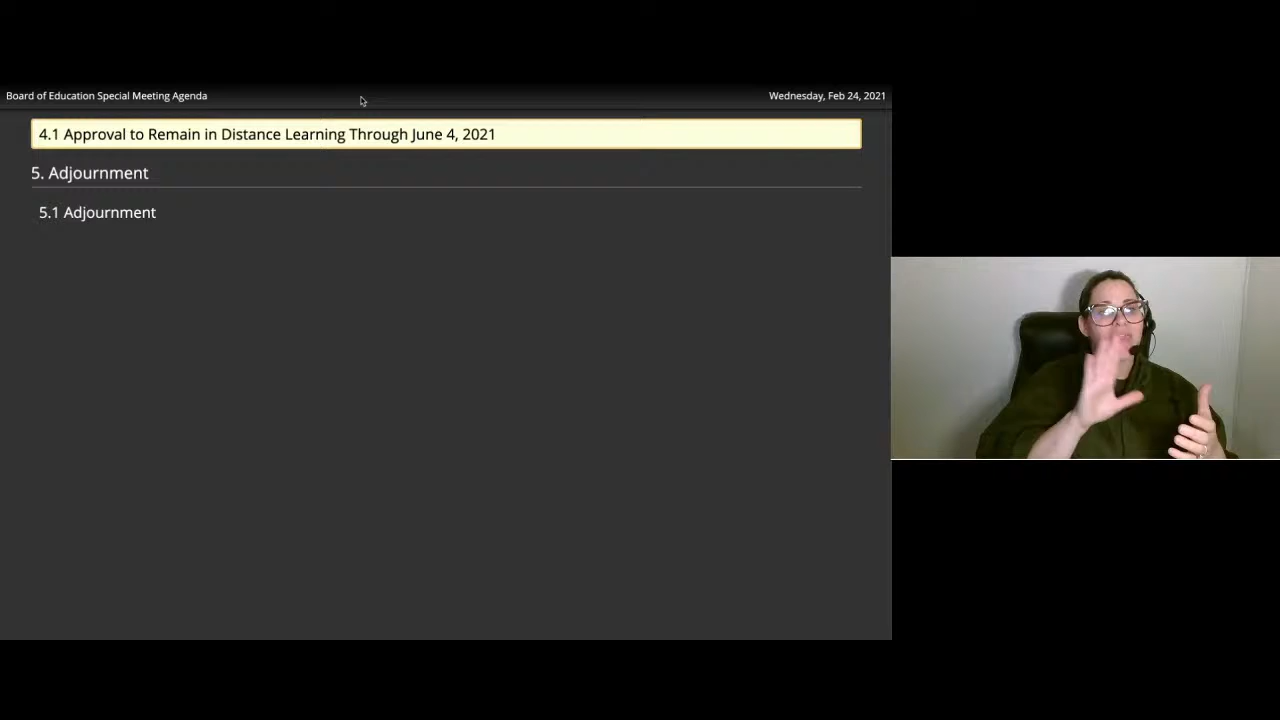 Board of Education Special Meeting Agenda
Wednesday, Feb 24, 2021
4.1 Approval to Remain in Distance Learning Through June 4, 2021
5. Adjournment
5.1 Adjournment